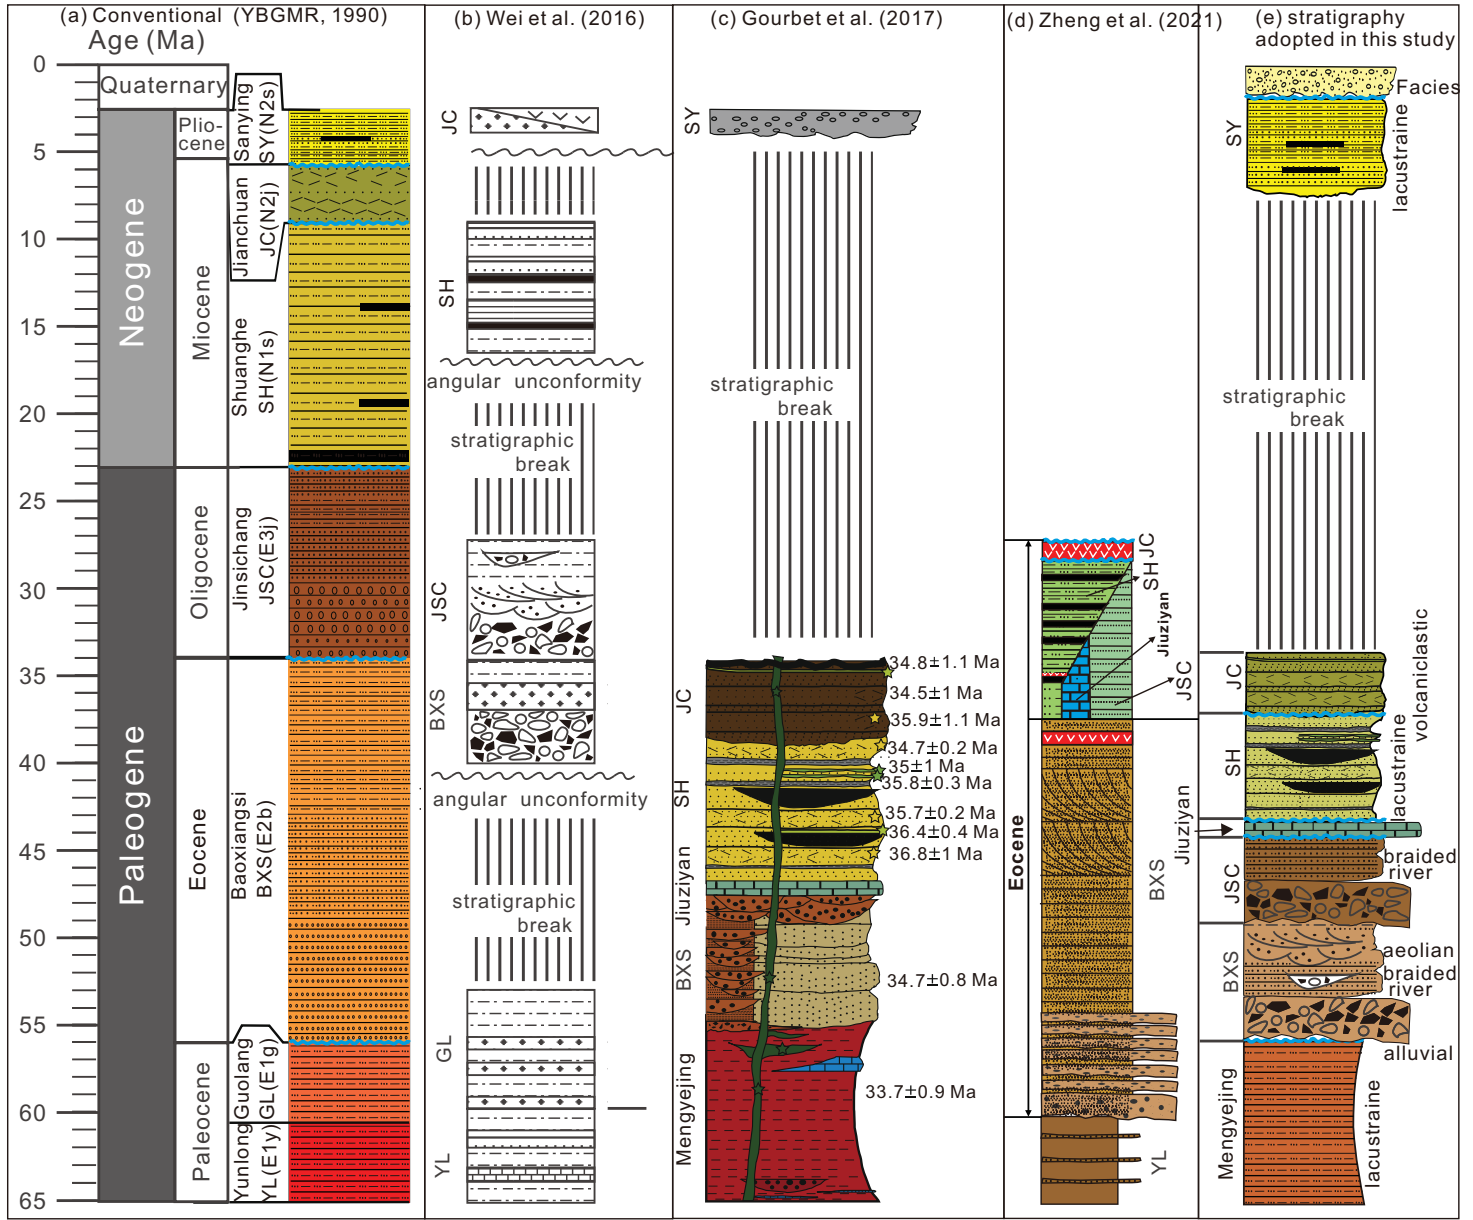 (a) Conventional (YBGMR, 1990)
Age (Ma)
0
5
10
15
20
25
30
35
40
45
50
55
60
65
Quaternary
Neogene
Paleogene
Plio-
cene
Miocene
Oligocene
Eocene
Paleocene
Sanying
SY(N2s)
Jianchuan
JC(N2j)
Shuanghe
SH(N1s)
Jinsichang
JSC(E3j)
Baoxiangsi
BXS(E2b)
Guolang
GL(E1g)
Yunlong
YL(E1y)
(b) Wei et al. (2016)
JC
SH
angular unconformity
stratigraphic
break
JSC
BXS
angular unconformity
stratigraphic
break
GL
YL
(c) Gourbet et al. (2017)
SY
stratigraphic
break
JC
SH
Jiuziyan
BXS
Mengyejing
34.8±1.1 Ma
34.5±1 Ma
35.9±1.1 Ma
34.7±0.2 Ma
35±1 Ma
35.8±0.3 Ma
35.7±0.2 Ma
36.4±0.4 Ma
36.8±1 Ma
34.7±0.8 Ma
33.7±0.9 Ma
(d) Zheng et al. (2021)
JC
SH
Jiuziyan
JSC
Eocene
BXS
YL
(e) stratigraphy
adopted in this study
Facies
SY
lacustraine
stratigraphic
break
JC
volcaniclastic
SH
lacustraine
Jiuziyan
JSC
braided
river
BXS
aeolian
braided
river
alluvial
Mengyejing
lacustraine